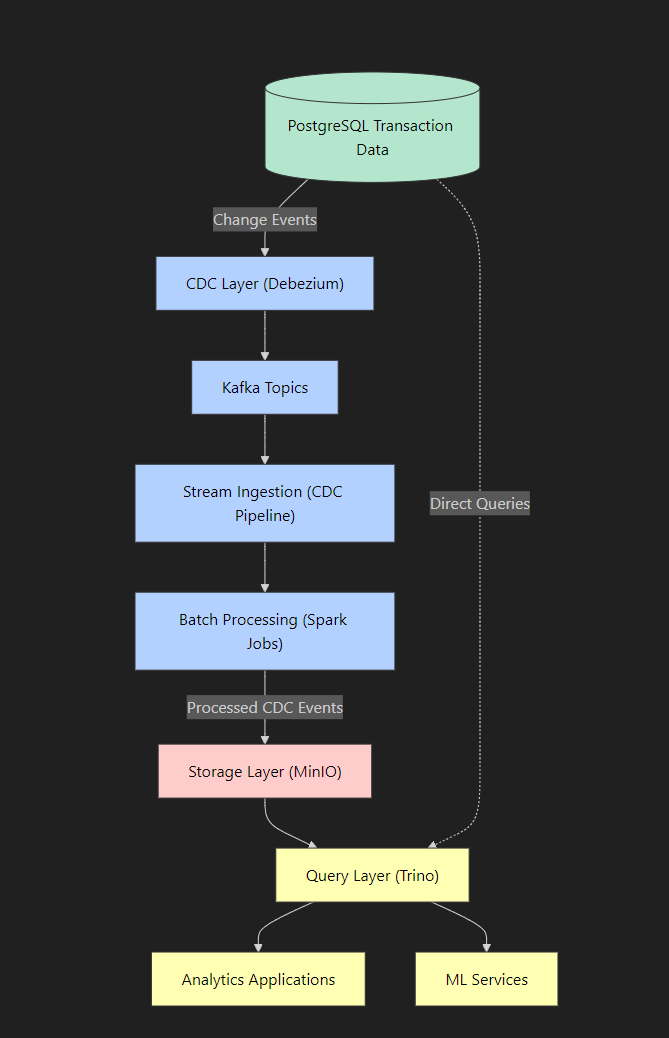 PostgreSQL Transaction
Data
Change Events
CDC Layer (Debezium)
Kafka Topics
Stream Ingestion (CDC
Pipeline)
Direct Queries
Batch Processing (Spark
Jobs)
Processed CDC Events
Storage Layer (MinIO)
Query Layer (Trino)
Analytics Applications
ML Services